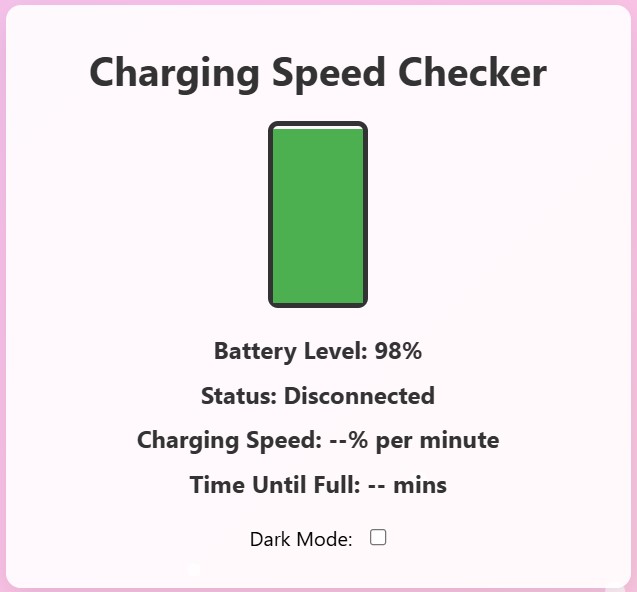 Charging Speed Checker
Battery Level: 98%
Status: Disconnected
Charging Speed: --% per minute
Time Until Full: -- mins
Dark Mode: